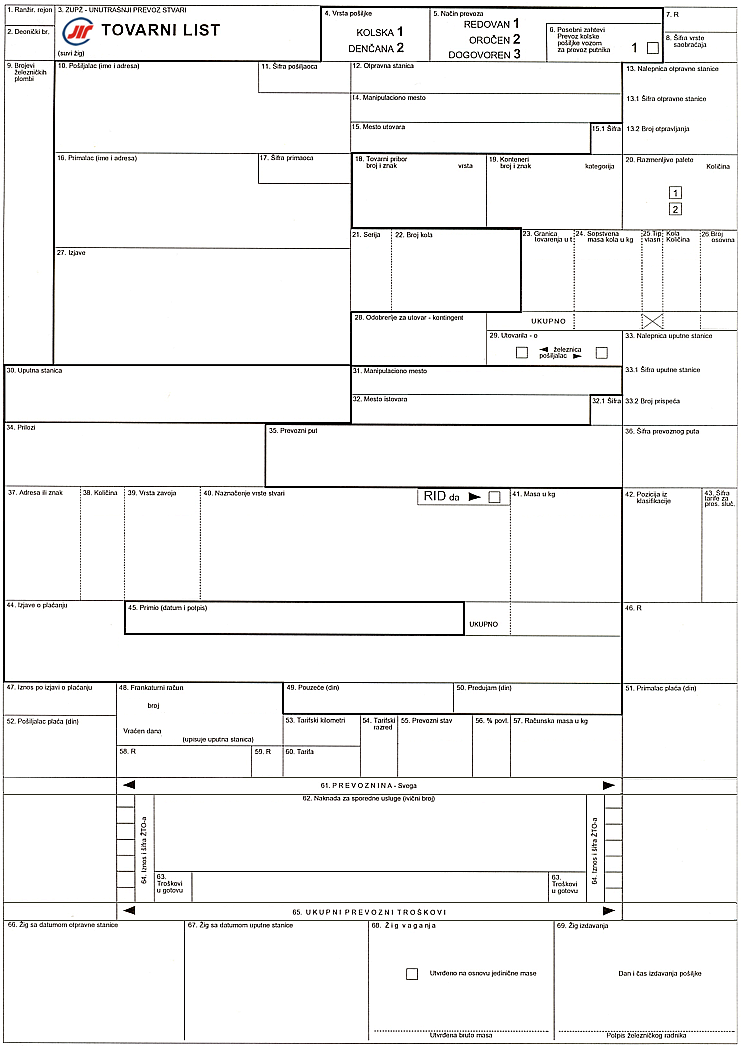 1. Ranžir. rejon
2. Deonički br.
3. ZUPZ - UNUTRAŠNJI PREVOZ STVARI
TOVARNI LIST
(suvi žig)
4. Vrsta pošiljke
KOLSKA 1
DENČANA 2
5. Način prevoza
REDOVAN 1
OROČEN 2
DOGOVOREN 3
6. Posebni zahtevi
Prevoz kolske
pošiljke vozom
za prevoz putnika
1
7. R
8. Šifra vrste
saobraćaja
9. Brojevi
železničkih
plombi
10. Pošiljalac (ime i adresa)
11. Šifra pošiljaoca
12. Otpravna stanica
13. Nalepnica otpravne stanice
14. Manipulaciono mesto
13.1 Šifra otpravne stanice
15. Mesto utovara
15.1 Šifra
13.2 Broj otpravljanja
16. Primalac (ime i adresa)
17. Šifra primaoca
18. Tovarni pribor
broj i znak
vrsta
19. Konteneri
broj i znak
kategorija
20. Razmenljive palete
Količina
1
2
21. Serija
22. Broj kola
23. Granica
tovarenja u t
24. Sopstvena
masa kola u kg
25 Tip
vlasn
Kola
Količina
26 Broj
osovina
27. Izjave
28. Odobrenje za utovar - kontingent
UKUPNO
29. Utovarila - o
železnica
pošiljalac
33. Nalepnica uputne stanice
30. Uputna stanica
31. Manipulaciono mesto
33.1 Šifra uputne stanice
32. Mesto istovara
32.1 Šifra
33.2 Broj prispeća
34. Prilozi
35. Prevozni put
36. Šifra prevoznog puta
37. Adresa ili znak
38. Količina
39. Vrsta zavoja
40. Naznačenje vrste stvari
RID da
41. Masa u kg
42. Pozicija iz
klasifikacije
43. Šifra
tarife za
pros. sluč.
44. Izjave o plaćanju
45. Primio (datum i potpis)
UKUPNO
46. R
47. Iznos po izjavi o plaćanju
48. Frankaturni račun
broj
Vraćen dana
(upisuje uputna stanica)
49. Pouzeće (din)
50. Predujam (din)
51. Primalac plaća (din)
52. Pošiljalac plaća (din)
53. Tarifski kilometri
54. Tarifski
razred
55. Prevozni stav
56. % povl.
57. Računska masa u kg
58. R
59. R
60. Tarifa
61. PREVOZNINA - Svega
62. Naknada za sporedne usluge (ivični broj)
64. Iznos i šifra ŽTO-a
64. Iznos i šifra ŽTO-a
63.
Troškovi
u gotovu
63.
Troškovi
u gotovu
65. UKUPNI PREVOZNI TROŠKOVI
66. Žig sa datumom otpravne stanice
67. Žig sa datumom uputne stanice
68. Žig vaganja
69. Žig izdavanja
Utvrđeno na osnovu jedinične mase
Dan i čas izdavanja pošiljke
Utvrđena bruto masa
Potpis železničkog radnika